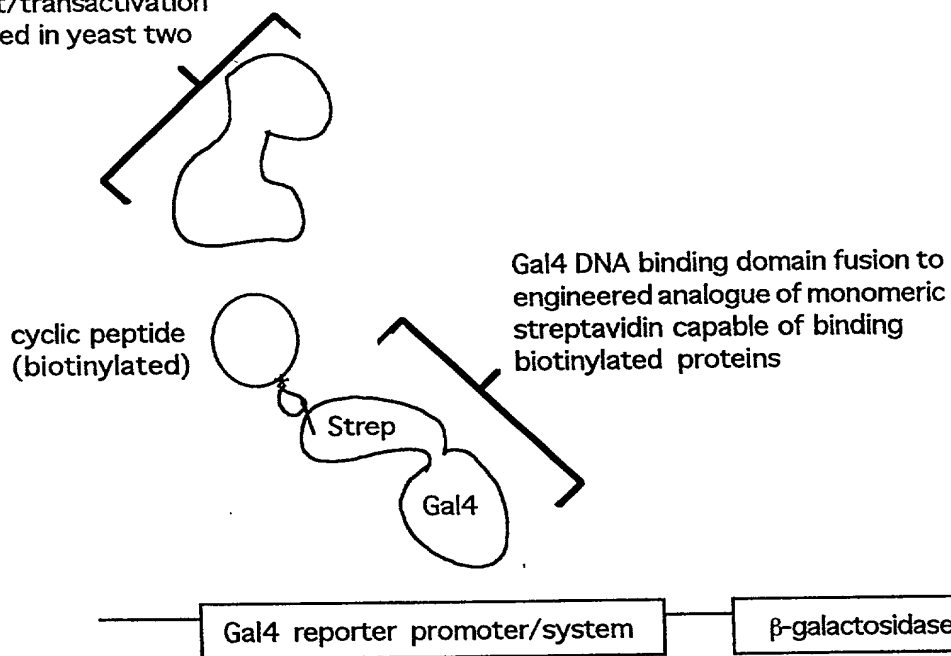 t/transactivation
ed in yeast two
Gal4 DNA binding domain fusion to
engineered analogue of monomeric
streptavidin capable of binding
biotinylated proteins
cyclic peptide
(biotinylated)
Strep
Gal4
Gal4 reporter promoter/system
β-galactosidase